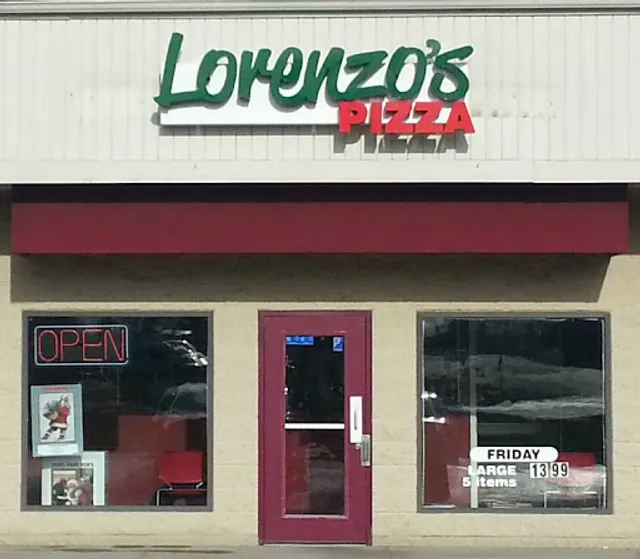 Lorenzo's
PIZZA
OPEN
FRIDAY
LARGE 13 99
5 items